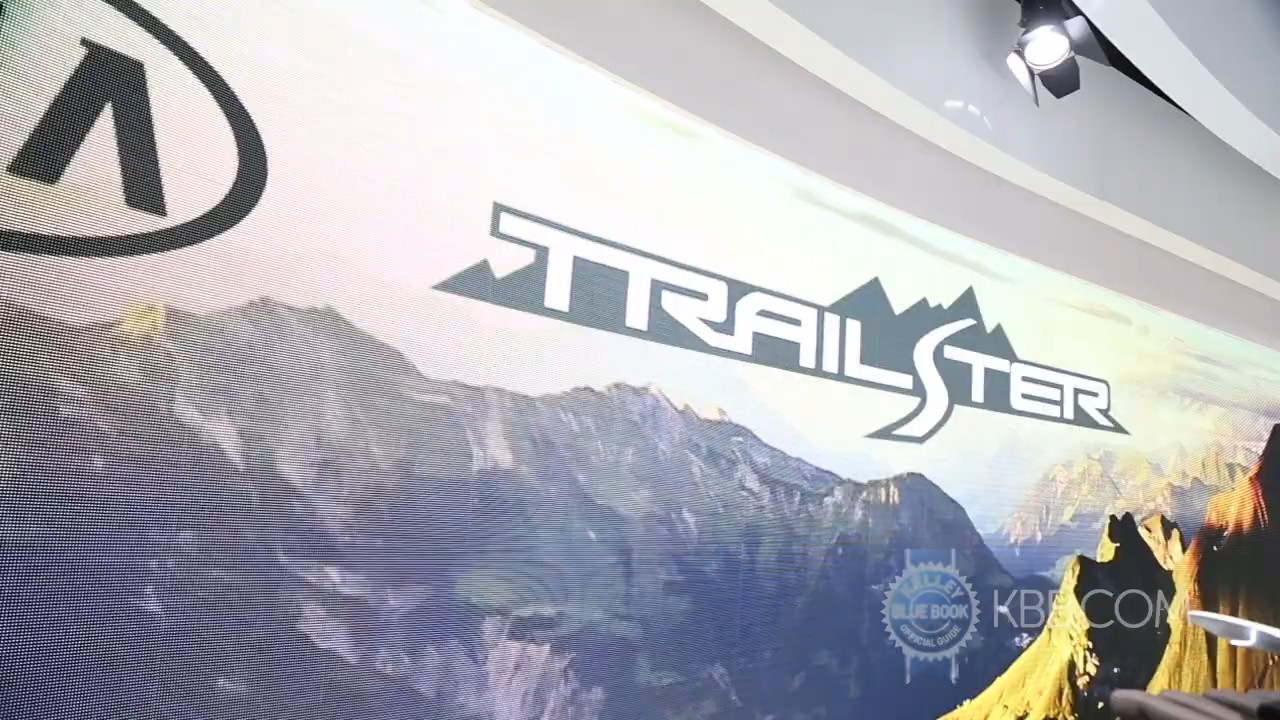 TRAILSTER
KELLEY
BLUE BOOK
OFFICIAL GUIDE
KBB.COM